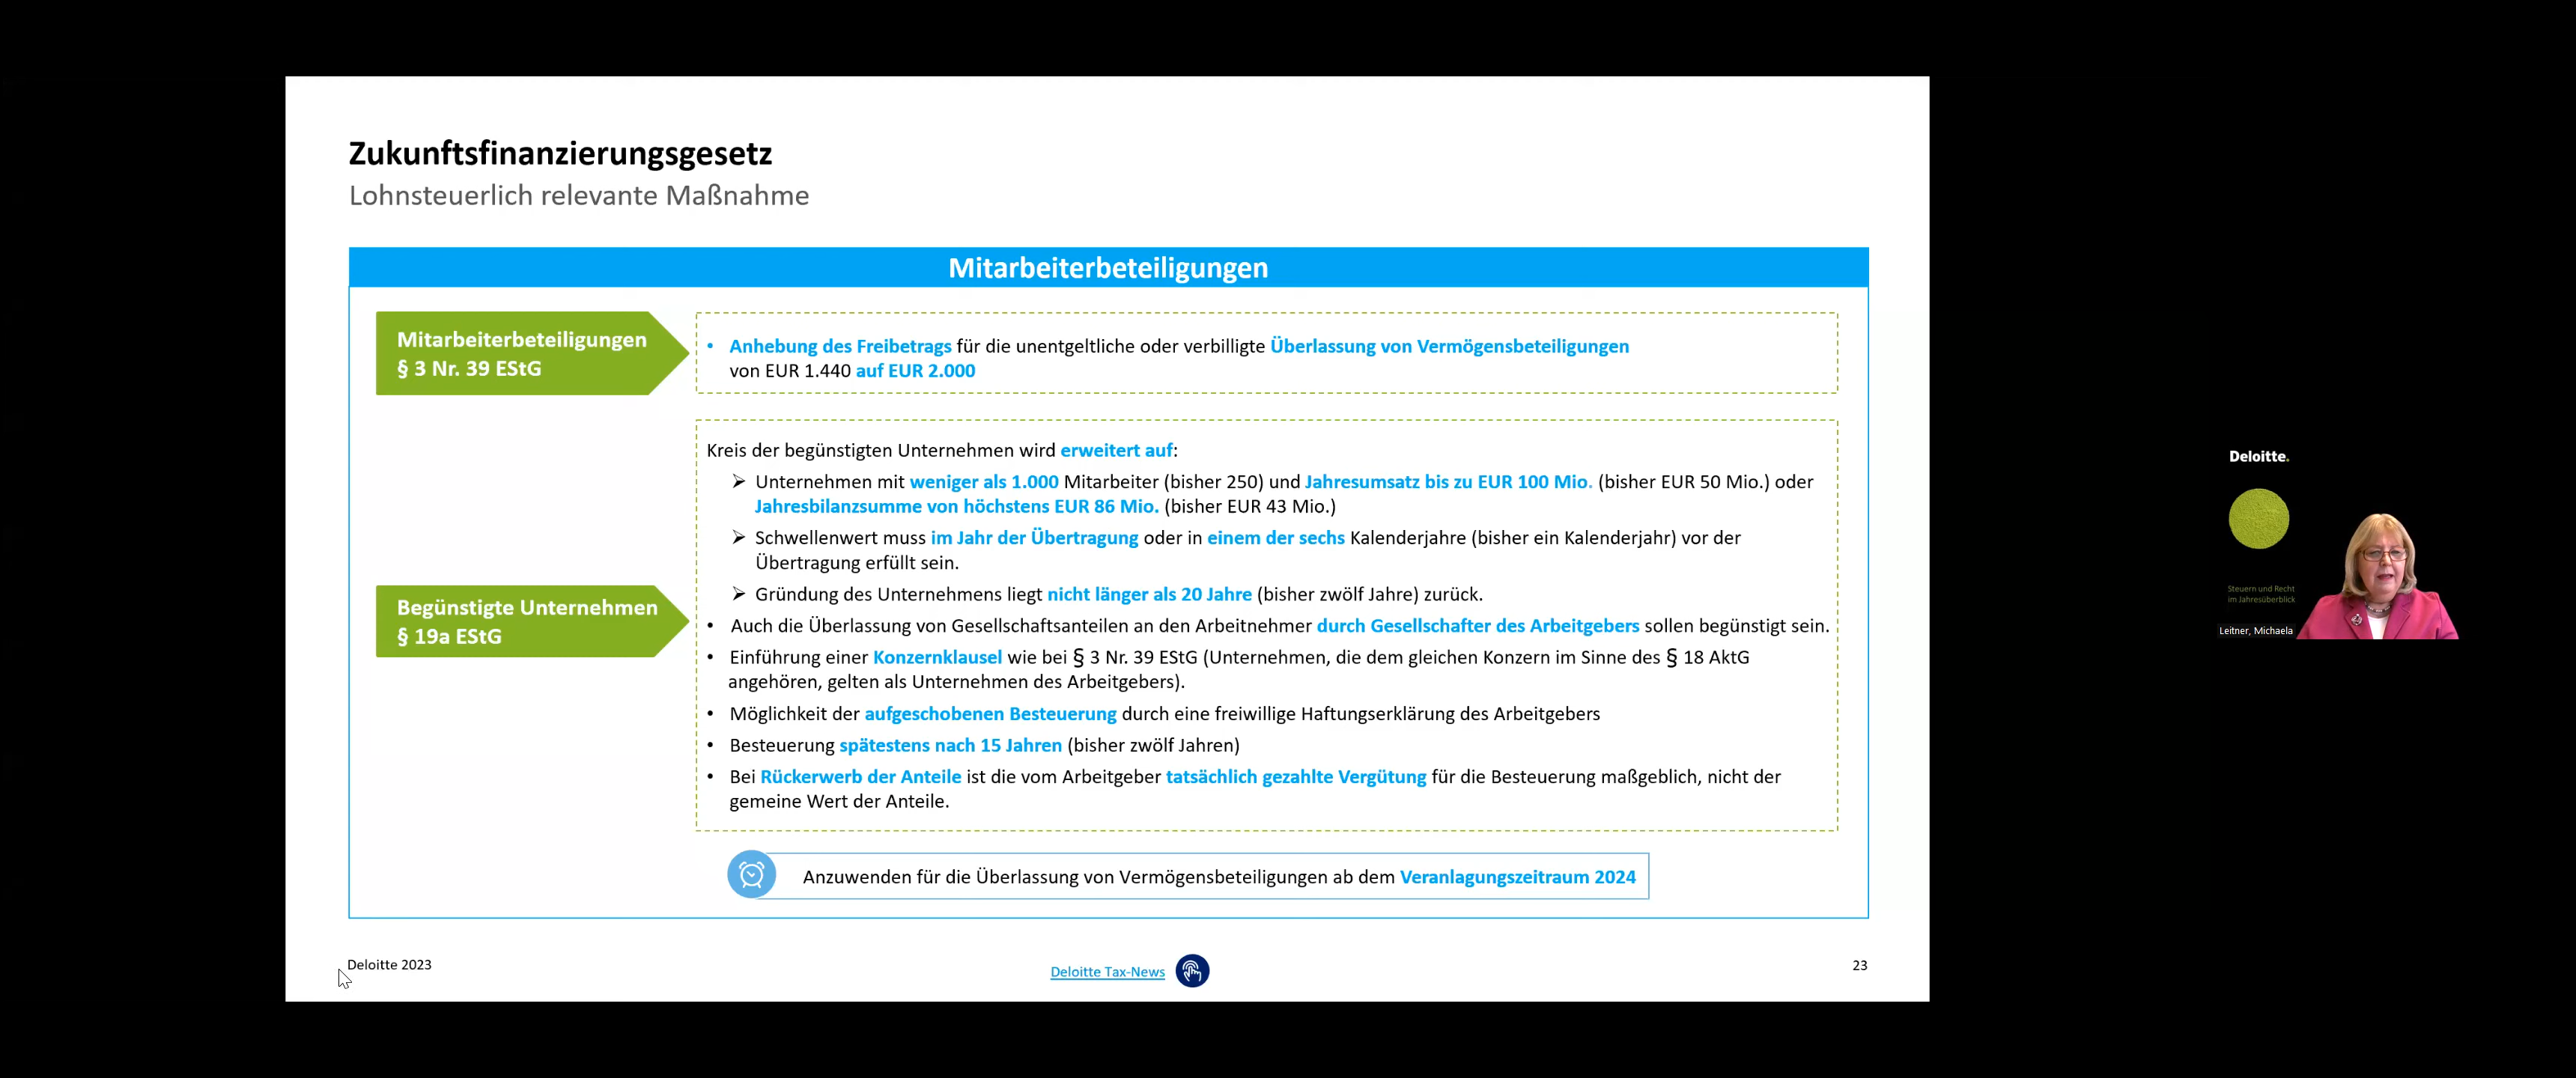 Zukunftsfinanzierungsgesetz
Lohnsteuerlich relevante Maßnahme
Mitarbeiterbeteiligungen
Mitarbeiterbeteiligungen
§ 3 Nr. 39 EStG
• Anhebung des Freibetrags für die unentgeltliche oder verbilligte Überlassung von Vermögensbeteiligungen
von EUR 1.440 auf EUR 2.000
Begünstigte Unternehmen
§ 19a EStG
Kreis der begünstigten Unternehmen wird erweitert auf:
➢ Unternehmen mit weniger als 1.000 Mitarbeiter (bisher 250) und Jahresumsatz bis zu EUR 100 Mio. (bisher EUR 50 Mio.) oder
Jahresbilanzsumme von höchstens EUR 86 Mio. (bisher EUR 43 Mio.)
➢ Schwellenwert muss im Jahr der Übertragung oder in einem der sechs Kalenderjahre (bisher ein Kalenderjahr) vor der
Übertragung erfüllt sein.
➢ Gründung des Unternehmens liegt nicht länger als 20 Jahre (bisher zwölf Jahre) zurück.
• Auch die Überlassung von Gesellschaftsanteilen an den Arbeitnehmer durch Gesellschafter des Arbeitgebers sollen begünstigt sein.
• Einführung einer Konzernklausel wie bei § 3 Nr. 39 EStG (Unternehmen, die dem gleichen Konzern im Sinne des § 18 AktG
angehören, gelten als Unternehmen des Arbeitgebers).
• Möglichkeit der aufgeschobenen Besteuerung durch eine freiwillige Haftungserklärung des Arbeitgebers
• Besteuerung spätestens nach 15 Jahren (bisher zwölf Jahren)
• Bei Rückerwerb der Anteile ist die vom Arbeitgeber tatsächlich gezahlte Vergütung für die Besteuerung maßgeblich, nicht der
gemeine Wert der Anteile.
Anzuwenden für die Überlassung von Vermögensbeteiligungen ab dem Veranlagungszeitraum 2024
Deloitte 2023
Deloitte Tax-News
23
Deloitte.
Steuern und Recht
im Jahresüberblick
Leitner, Michaela